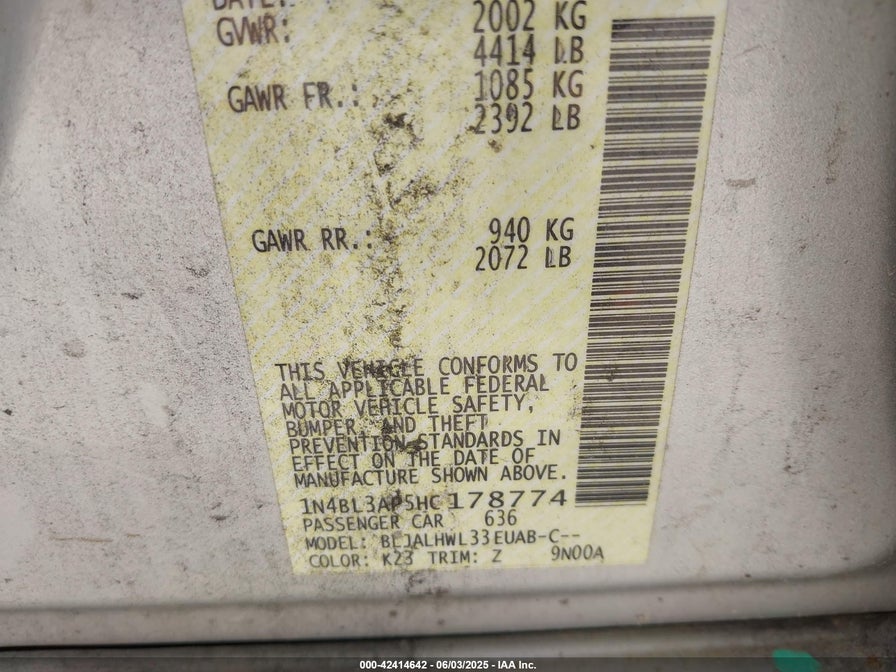 DATE:
GVWR: 2002 KG
4414 LB
GAWR FR.: 1085 KG
2392 LB
GAWR RR.: 940 KG
2072 LB
THIS VEHICLE CONFORMS TO
ALL APPLICABLE FEDERAL
MOTOR VEHICLE SAFETY,
BUMPER, AND THEFT
PREVENTION STANDARDS IN
EFFECT ON THE DATE OF
MANUFACTURE SHOWN ABOVE.
1N4BL3AP5HC178774
PASSENGER CAR 636
MODEL: BLJALHWL33EUAB-C--
COLOR: K23 TRIM: Z 9N00A
000-42414642 - 06/03/2025 - IAA Inc.